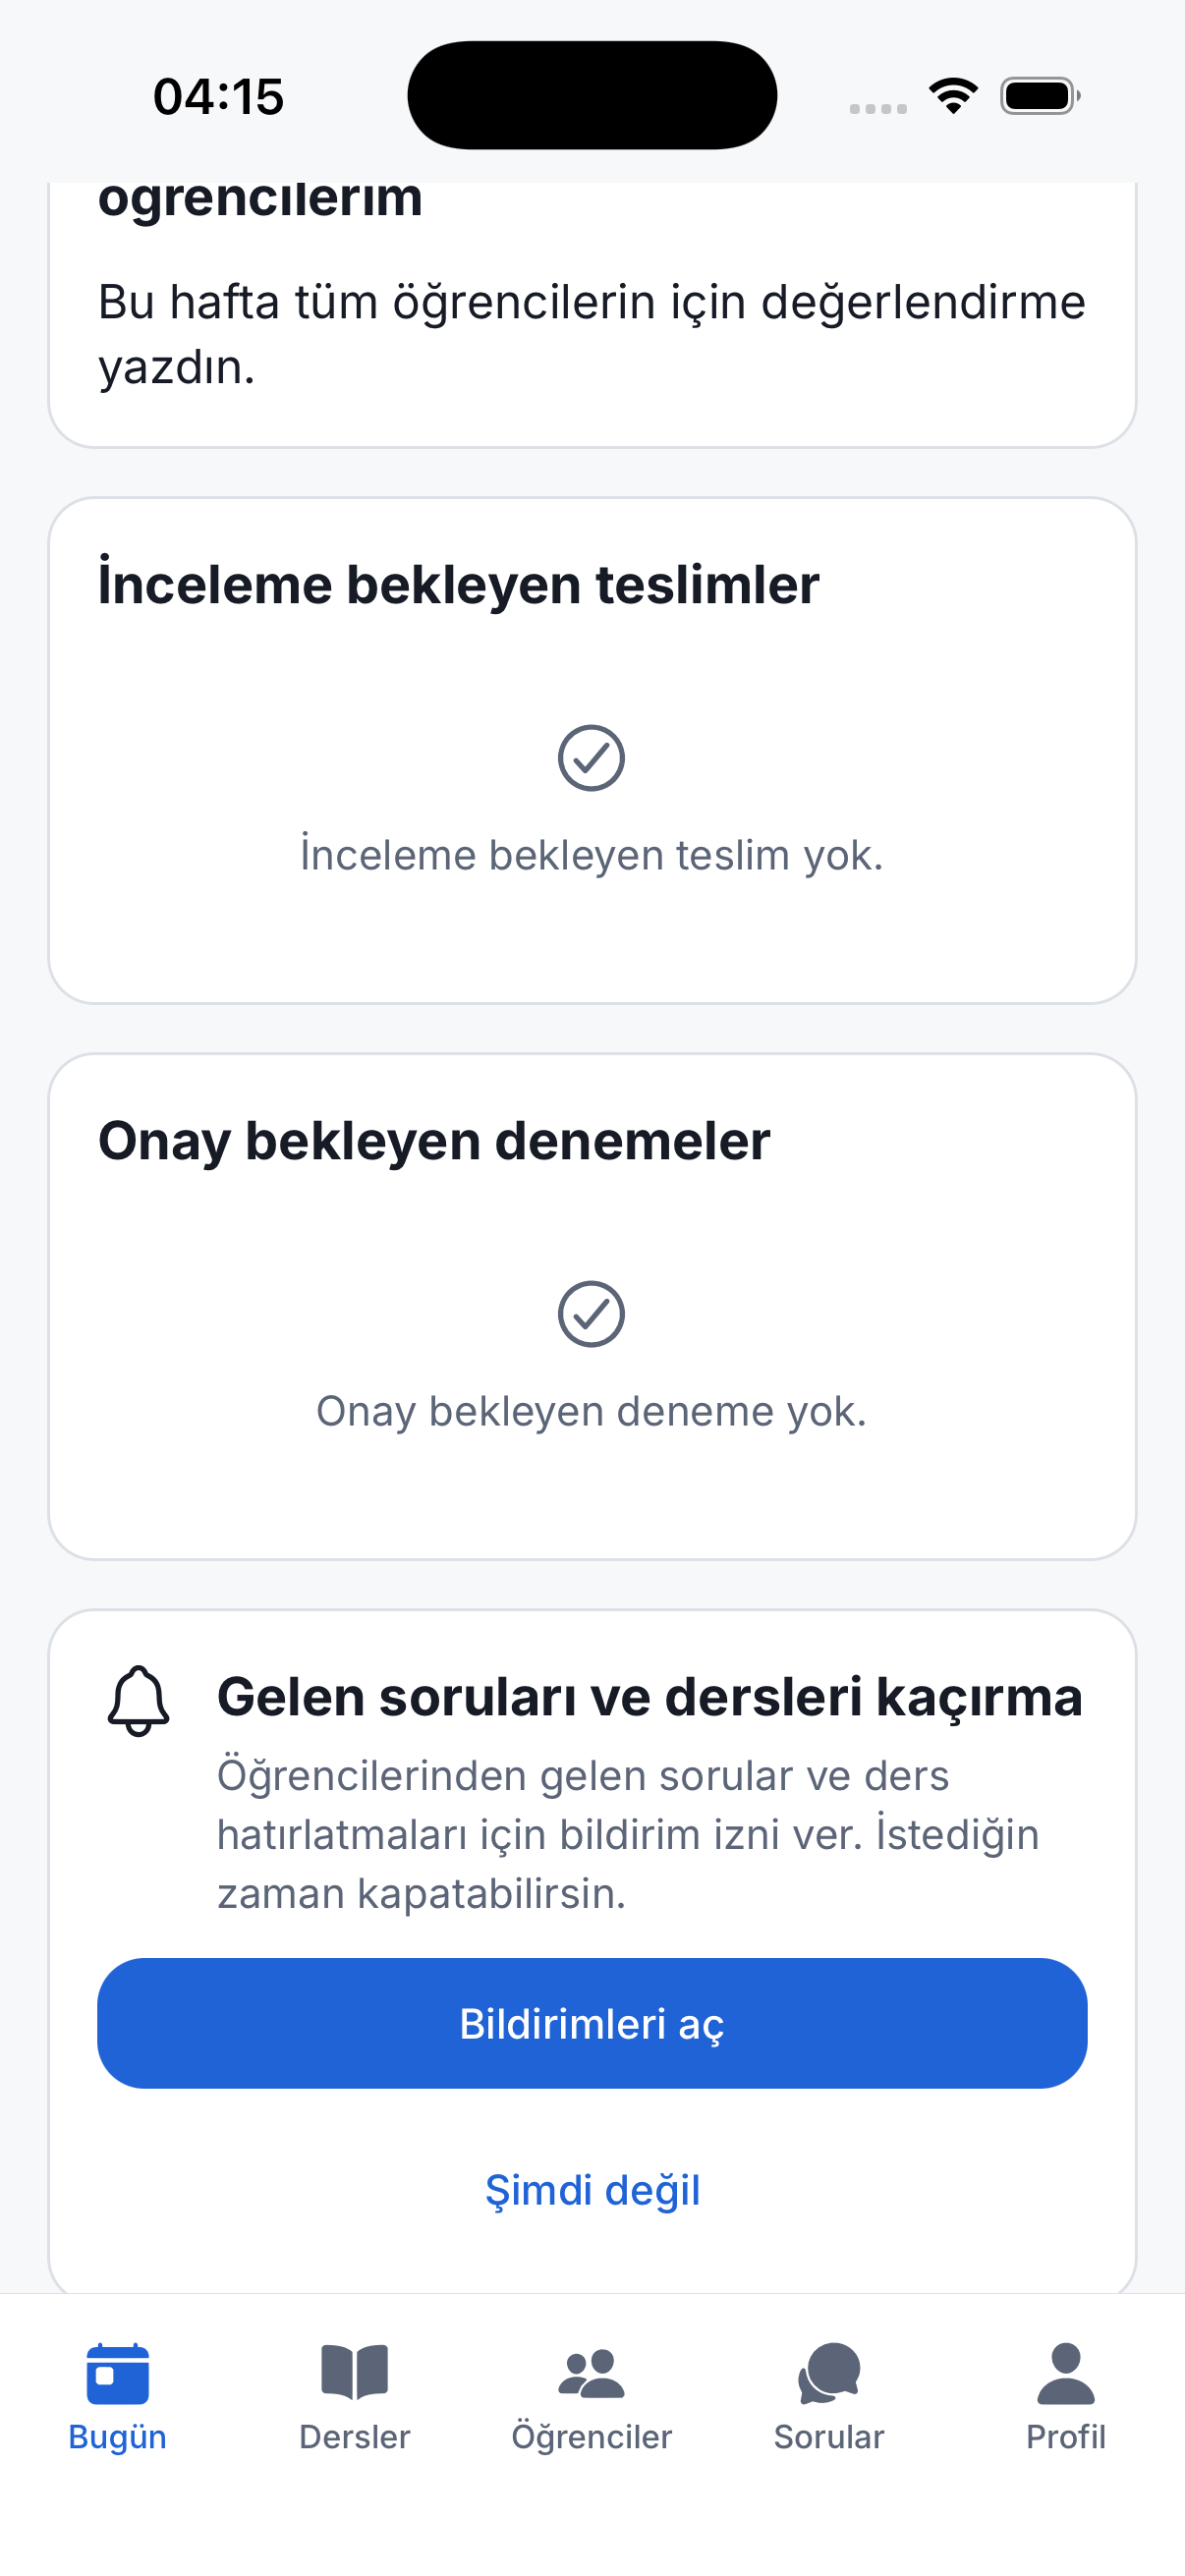 04:15
öğrencilerim
Bu hafta tüm öğrencilerin için değerlendirme
yazdın.
İnceleme bekleyen teslimler
İnceleme bekleyen teslim yok.
Onay bekleyen denemeler
Onay bekleyen deneme yok.
Gelen soruları ve dersleri kaçırma
Öğrencilerinden gelen sorular ve ders
hatırlatmaları için bildirim izni ver. İstediğin
zaman kapatabilirsin.
Bildirimleri aç
Şimdi değil
Bugün
Dersler
Öğrenciler
Sorular
Profil